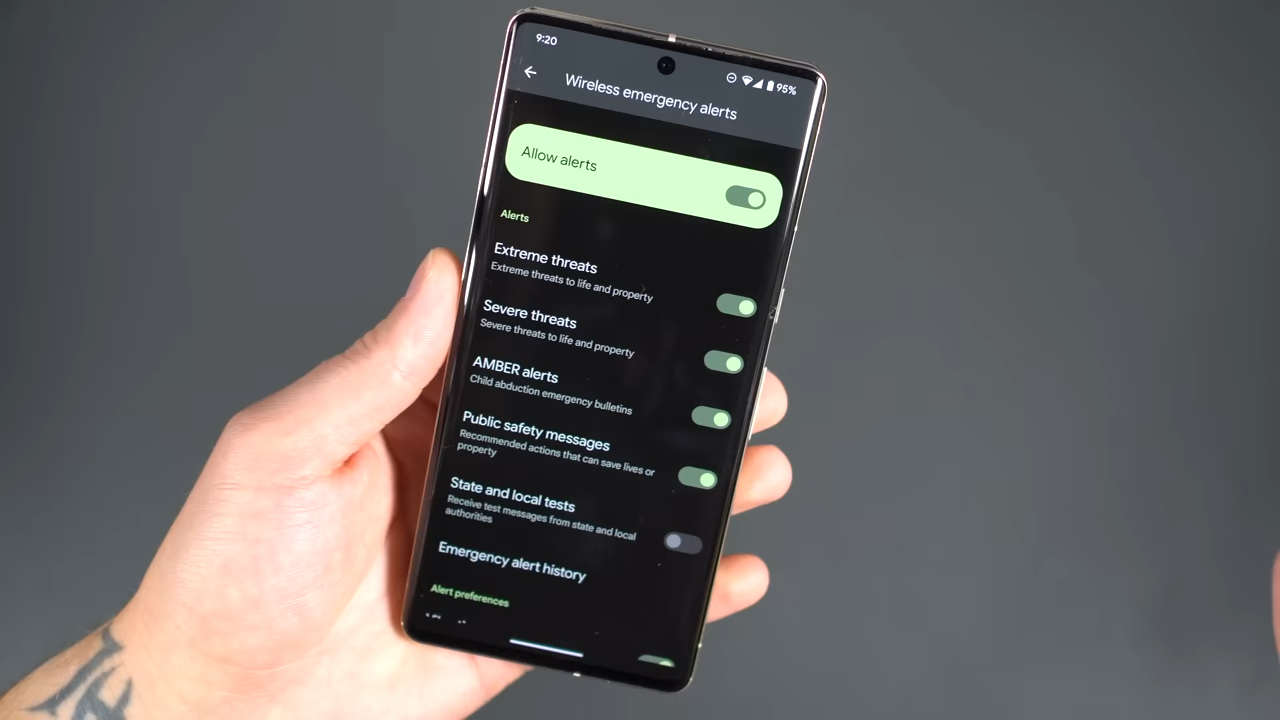 9:20
95%
Wireless emergency alerts
Allow alerts
Alerts
Extreme threats
Extreme threats to life and property
Severe threats
Severe threats to life and property
AMBER alerts
Child abduction emergency bulletins
Public safety messages
Recommended actions that can save lives or
property
State and local tests
Receive test messages from state and local
authorities
Emergency alert history
Alert preferences